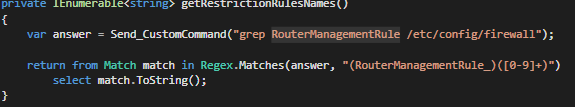 private IEnumerable<string> getRestrictionRulesNames()
{
    var answer = Send_CustomCommand("grep RouterManagementRule /etc/config/firewall");
    return from Match match in Regex.Matches(answer, "(RouterManagementRule_)([0-9]+)")
        select match.ToString();
}